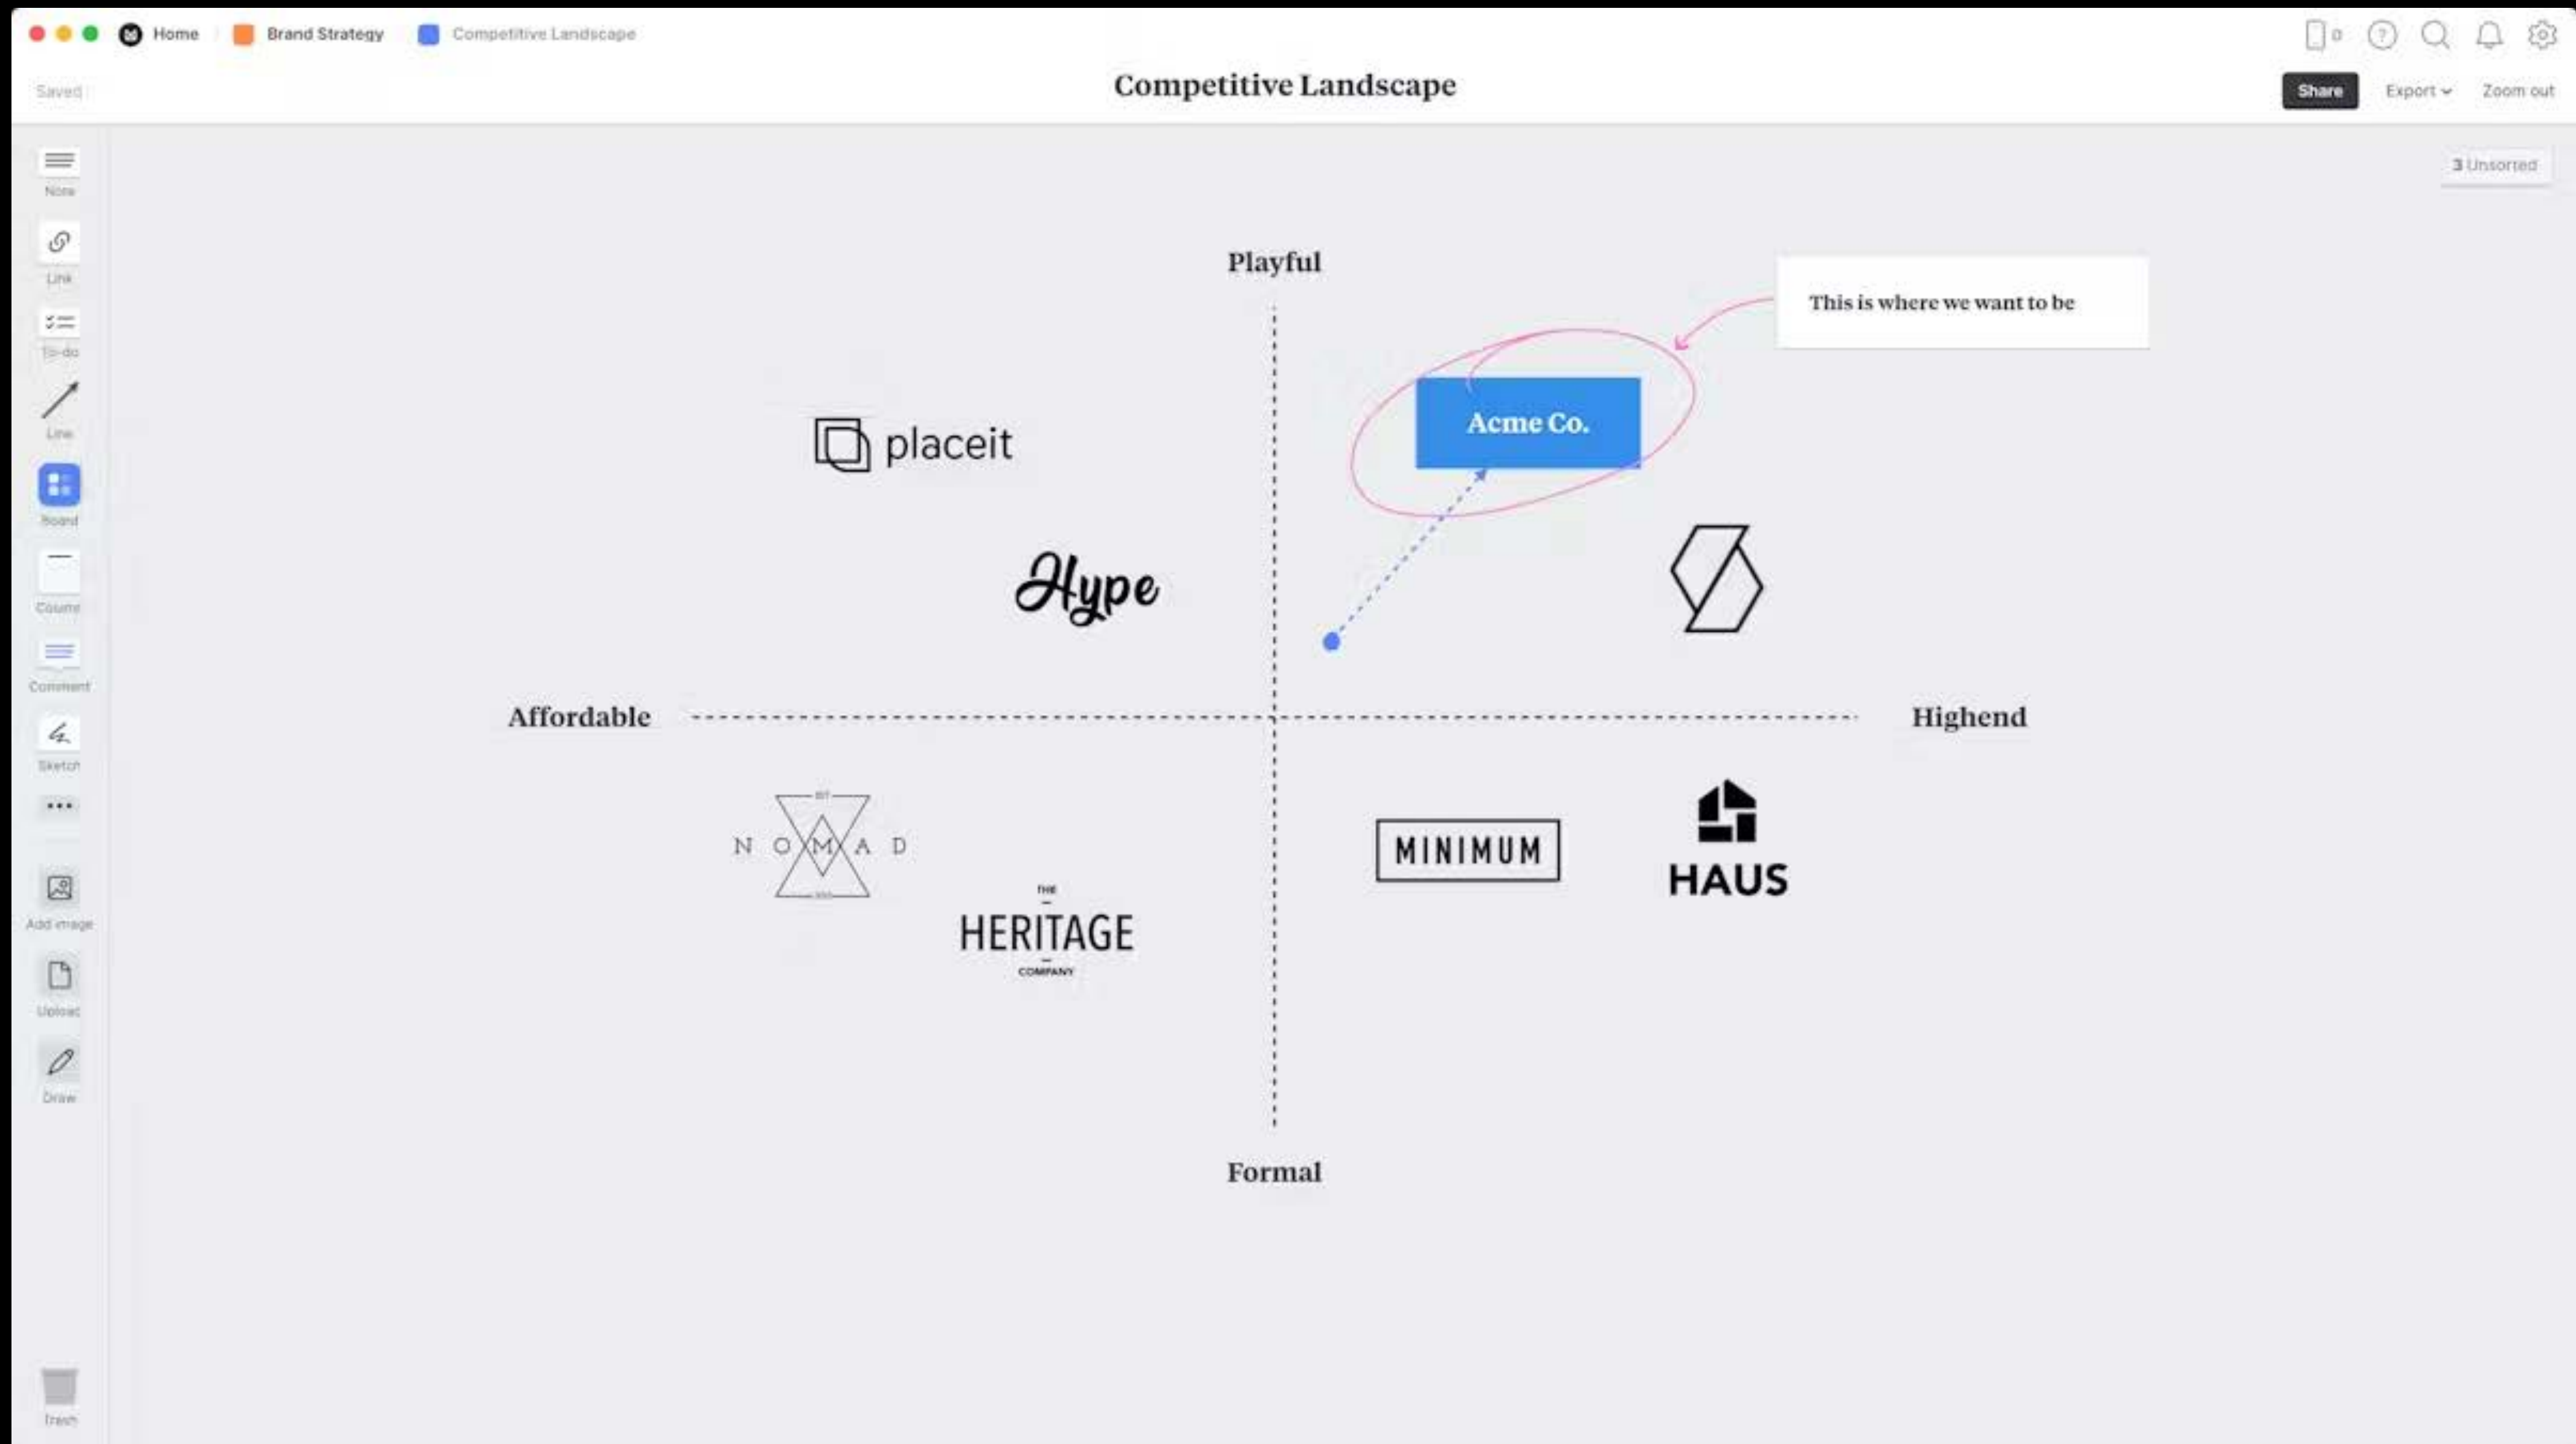 Home
Brand Strategy
Competitive Landscape
0
Saved
Competitive Landscape
Share
Export
Zoom out
3 Unsorted
Note
Link
To-do
Line
Board
Column
Comment
Sketch
Add image
Upload
Draw
Trash
Playful
This is where we want to be
Acme Co.
placeit
Hype
Affordable
Highend
NOMAD
MINIMUM
HAUS
THE
HERITAGE
COMPANY
Formal